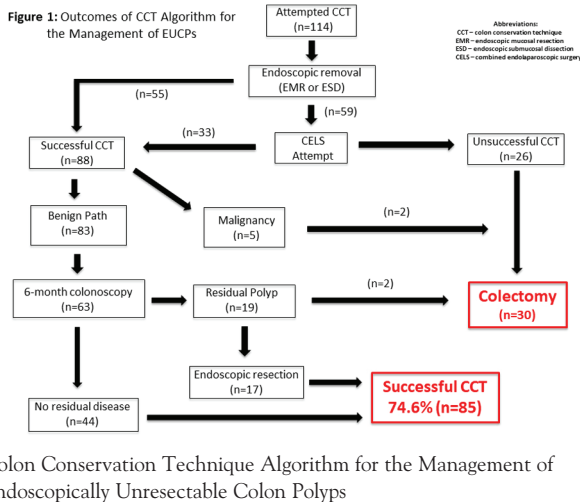 Figure 1: Outcomes of CCT Algorithm for
the Management of EUCPs
Attempted CCT
(n=114)
Abbreviations:
CCT – colon conservation technique
EMR – endoscopic mucosal resection
ESD – endoscopic submucosal dissection
CELS – combined endolaparoscopic surgery
Endoscopic removal
(EMR or ESD)
(n=55)
(n=59)
(n=33)
Successful CCT
(n=88)
CELS
Attempt
Unsuccessful CCT
(n=26)
Benign Path
(n=83)
Malignancy
(n=5)
(n=2)
6-month colonoscopy
(n=63)
Residual Polyp
(n=19)
(n=2)
Colectomy
(n=30)
Endoscopic resection
(n=17)
Successful CCT
74.6% (n=85)
No residual disease
(n=44)
olon Conservation Technique Algorithm for the Management of
ndoscopically Unresectable Colon Polyps